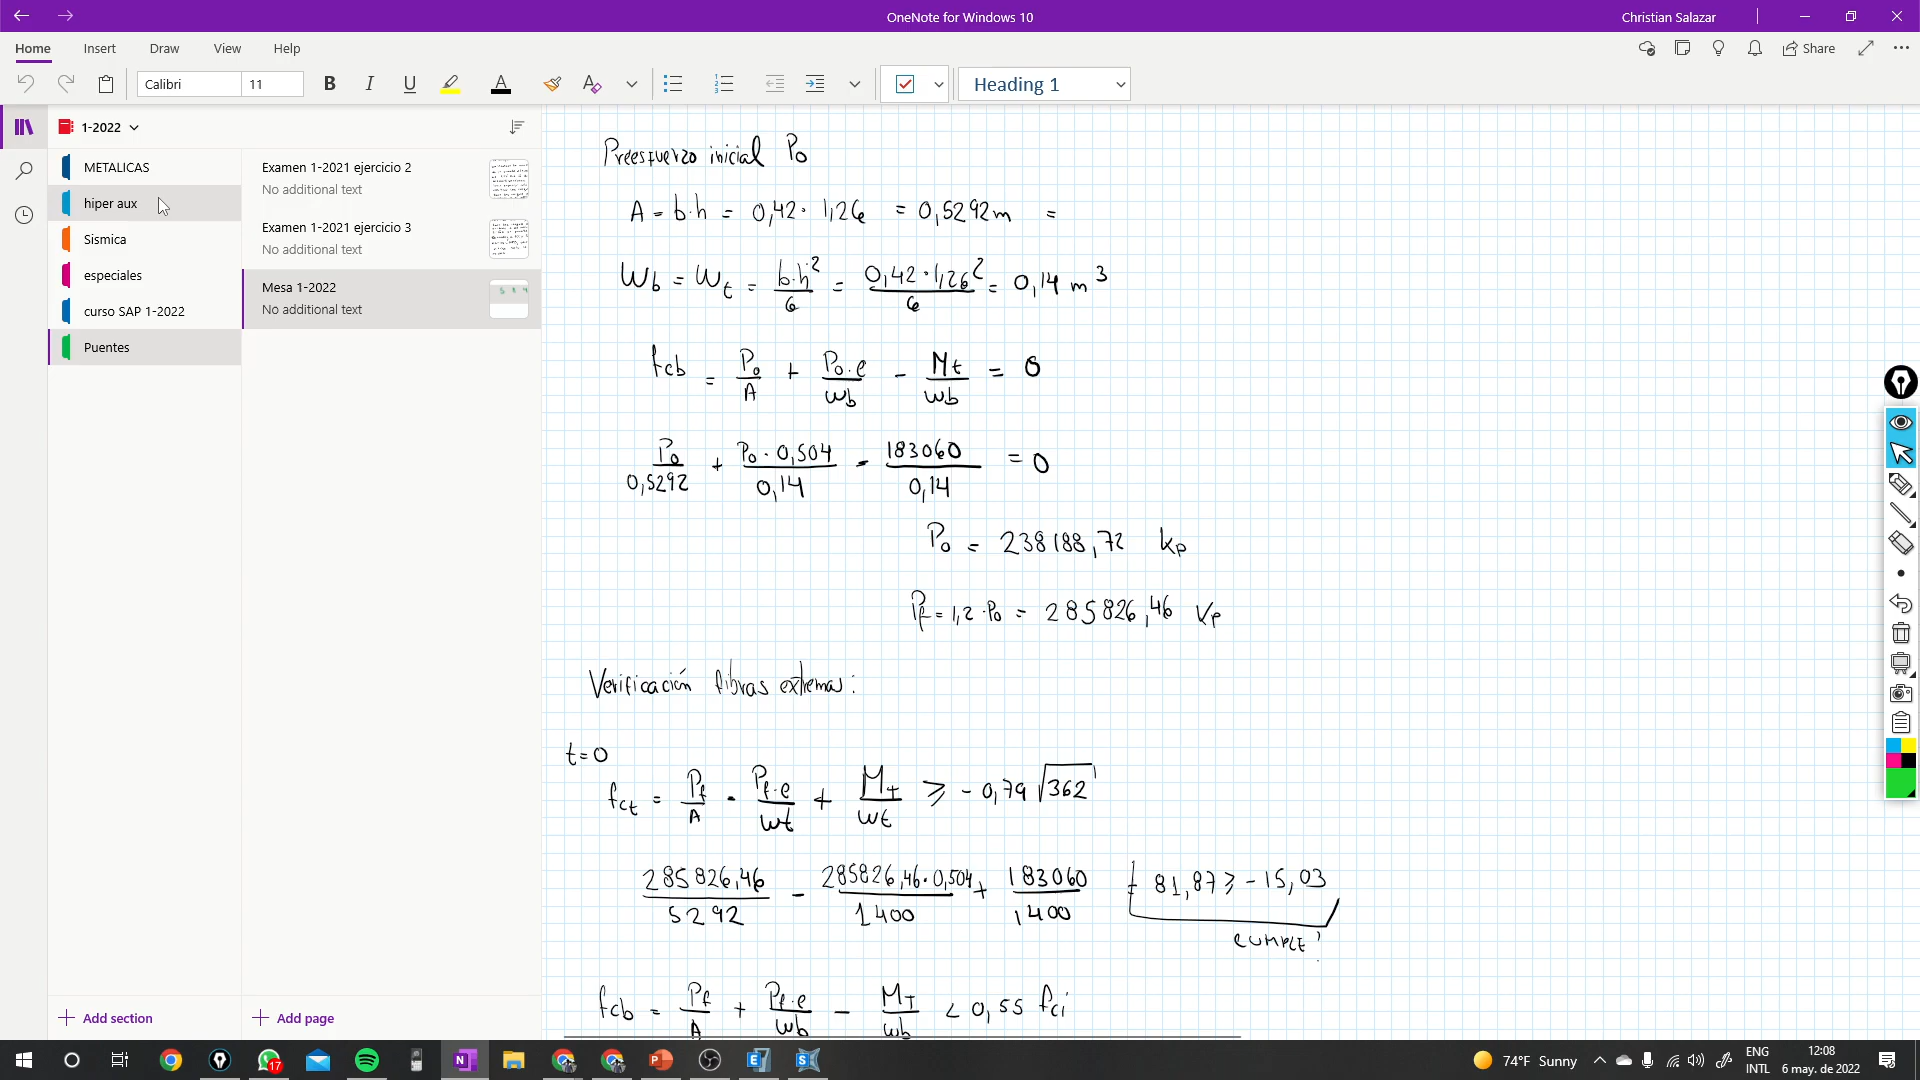 OneNote for Windows 10
Christian Salazar
Home Insert Draw View Help
Share
Calibri 11 B I U A A Heading 1
1-2022
METALICAS
hiper aux
Sismica
especiales
curso SAP 1-2022
Puentes
Examen 1-2021 ejercicio 2
No additional text
Examen 1-2021 ejercicio 3
No additional text
Mesa 1-2022
No additional text
Preesfuerzo inicial Po
A = b.h = 0,42 · 1,26 = 0,5292m =
Wb = Wt = b.h²/6 = 0,42·1,26²/6 = 0,14 m³
fcb = Po/A + Po.e/wb - Mt/wb = 0
Po/0,5292 + Po·0,504/0,14 - 183060/0,14 = 0
Po = 238188,72 kp
Pf = 1,2·Po = 285826,46 kp
Verificación fibras extremas:
t=0
fct = Pf/A - Pf.e/wt + MT/wt ≥ -0,79 √362
285826,46/5292 - 285826,46·0,504/1400 + 183060/1400 = 81,87 ≥ -15,03
CUMPLE!
fcb = Pf/A + Pf.e/wb - MT/wb < 0,55 fci
Add section
Add page
17
74°F Sunny
ENG
INTL
12:08
6 may. de 2022